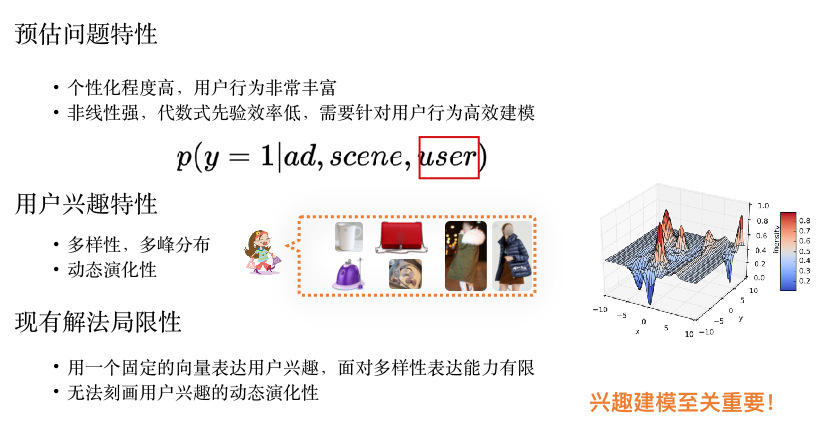 预估问题特性
• 个性化程度高，用户行为非常丰富
• 非线性强，代数式先验效率低，需要针对用户行为高效建模
p(y = 1|ad, scene, user)
用户兴趣特性
• 多样性，多峰分布
• 动态演化性
现有解法局限性
• 用一个固定的向量表达用户兴趣，面对多样性表达能力有限
• 无法刻画用户兴趣的动态演化性
1.0
0.8
0.6
0.4
0.2
0.0
inensity
0.8
0.7
0.6
0.5
0.4
0.3
0.2
−10
−5
0
5
10
x
−10
−5
0
5
10
y
兴趣建模至关重要！